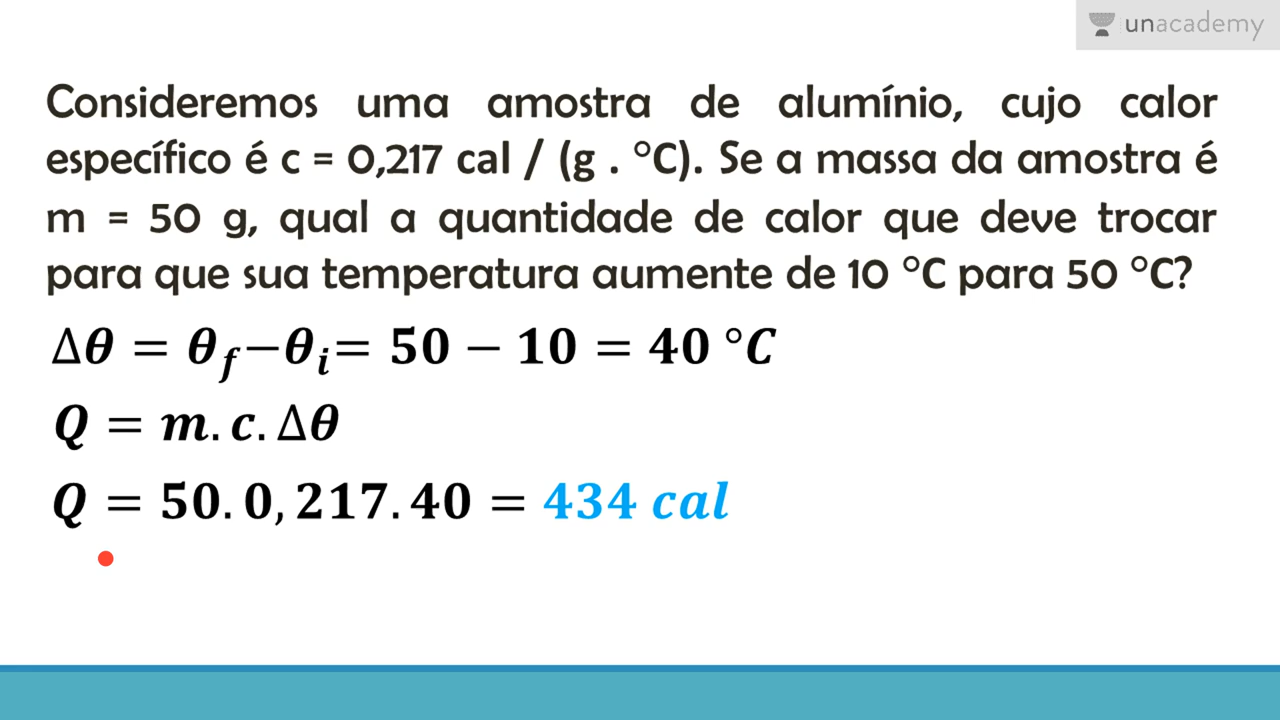 unacademy
Consideremos uma amostra de alumínio, cujo calor
específico é c = 0,217 cal / (g . °C). Se a massa da amostra é
m = 50 g, qual a quantidade de calor que deve trocar
para que sua temperatura aumente de 10 °C para 50 °C?
Δθ = θf−θi= 50 − 10 = 40 °C
Q = m. c. Δθ
Q = 50. 0, 217. 40 = 434 cal